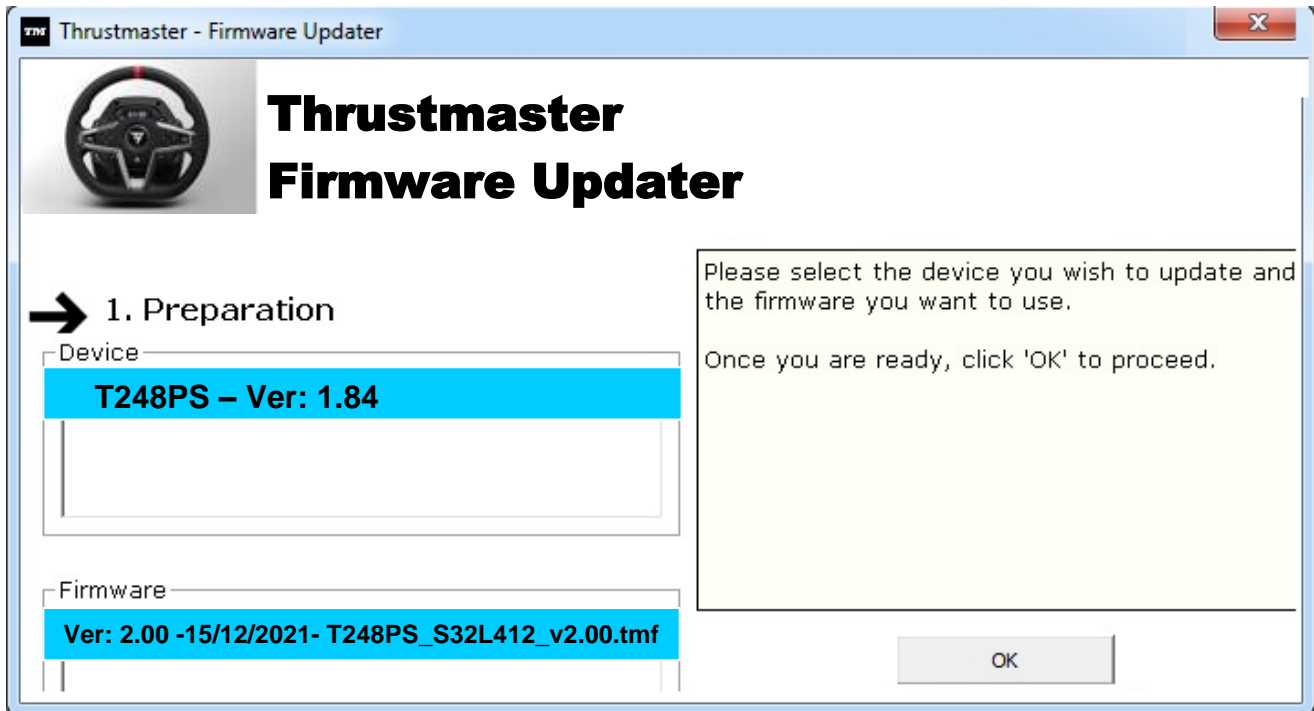 TM Thrustmaster - Firmware Updater
Thrustmaster
Firmware Updater
1. Preparation
Device
T248PS – Ver: 1.84
Firmware
Ver: 2.00 -15/12/2021- T248PS_S32L412_v2.00.tmf
Please select the device you wish to update and
the firmware you want to use.
Once you are ready, click 'OK' to proceed.
OK